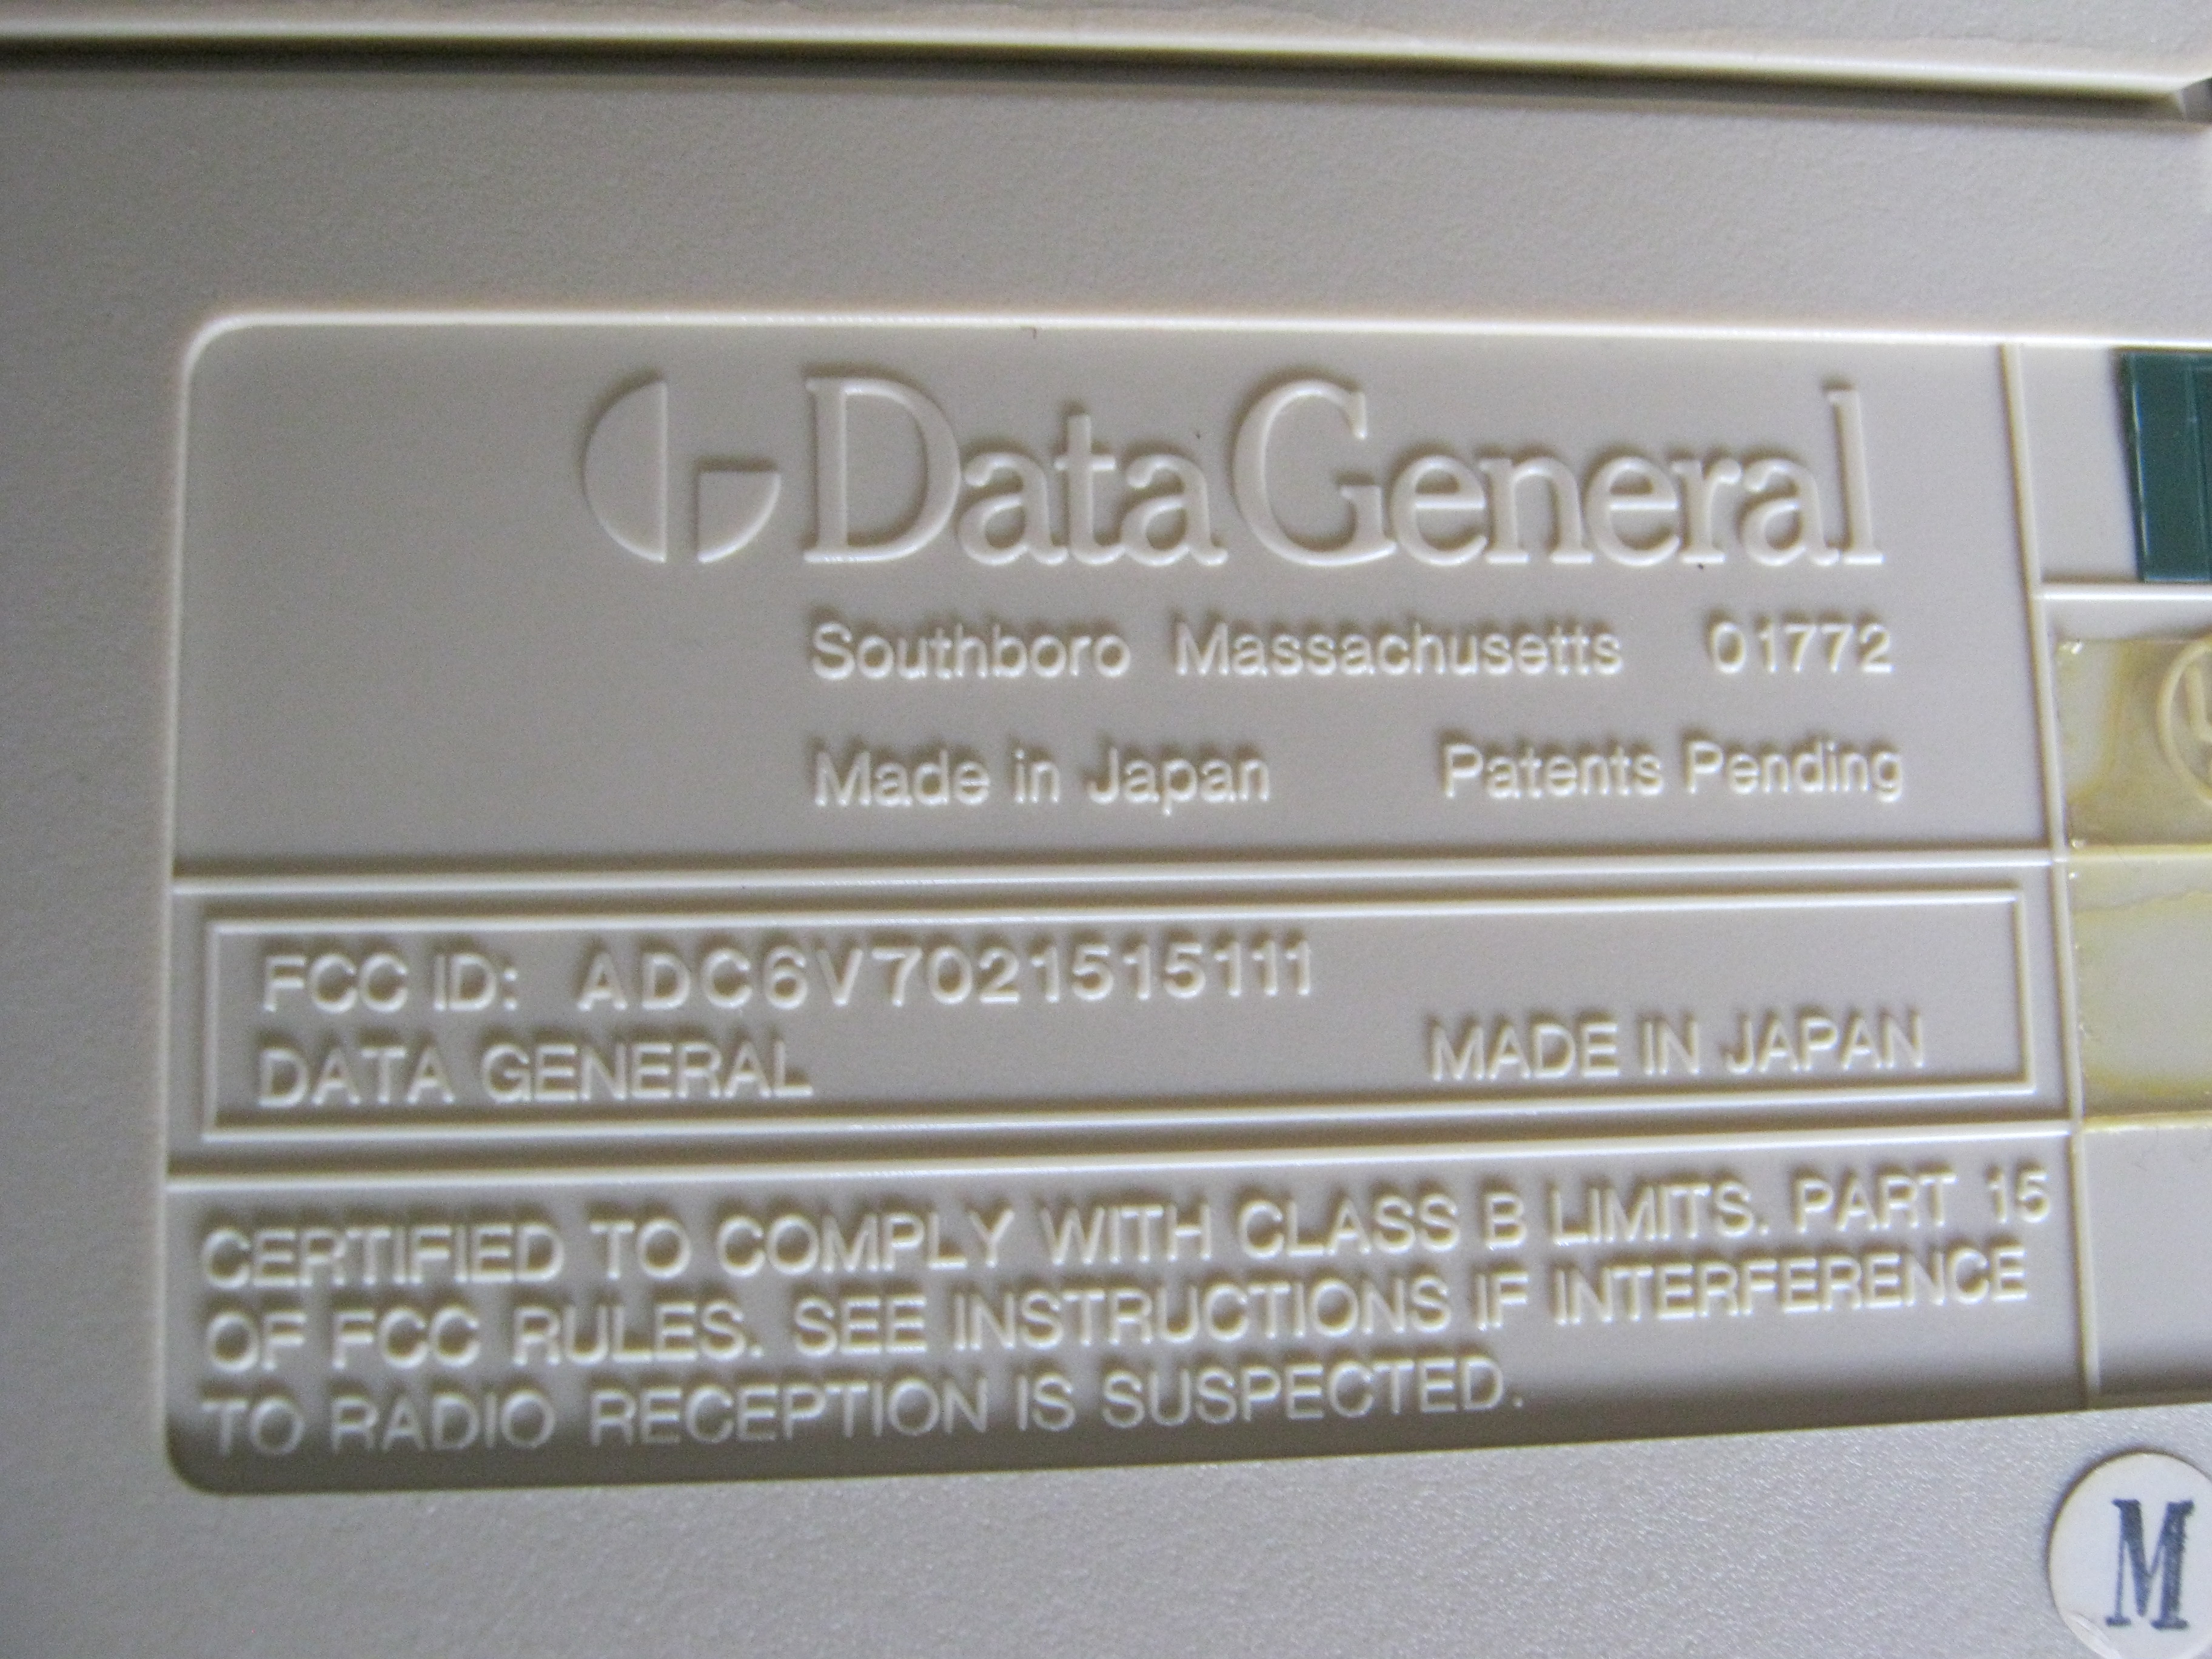 Data General
Southboro Massachusetts 01772
Made in Japan Patents Pending
FCC ID: ADC6V7021515111
DATA GENERAL MADE IN JAPAN
CERTIFIED TO COMPLY WITH CLASS B LIMITS. PART 15
OF FCC RULES. SEE INSTRUCTIONS IF INTERFERENCE
TO RADIO RECEPTION IS SUSPECTED.
M